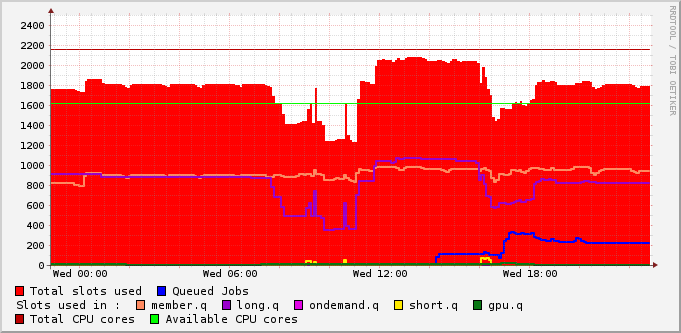 2400
2200
2000
1800
1600
1400
1200
1000
800
600
400
200
0
Wed 00:00 Wed 06:00 Wed 12:00 Wed 18:00
Total slots used Queued Jobs
Slots used in : member.q long.q ondemand.q short.q gpu.q
Total CPU cores Available CPU cores
RRDTOOL / TOBI OETIKER